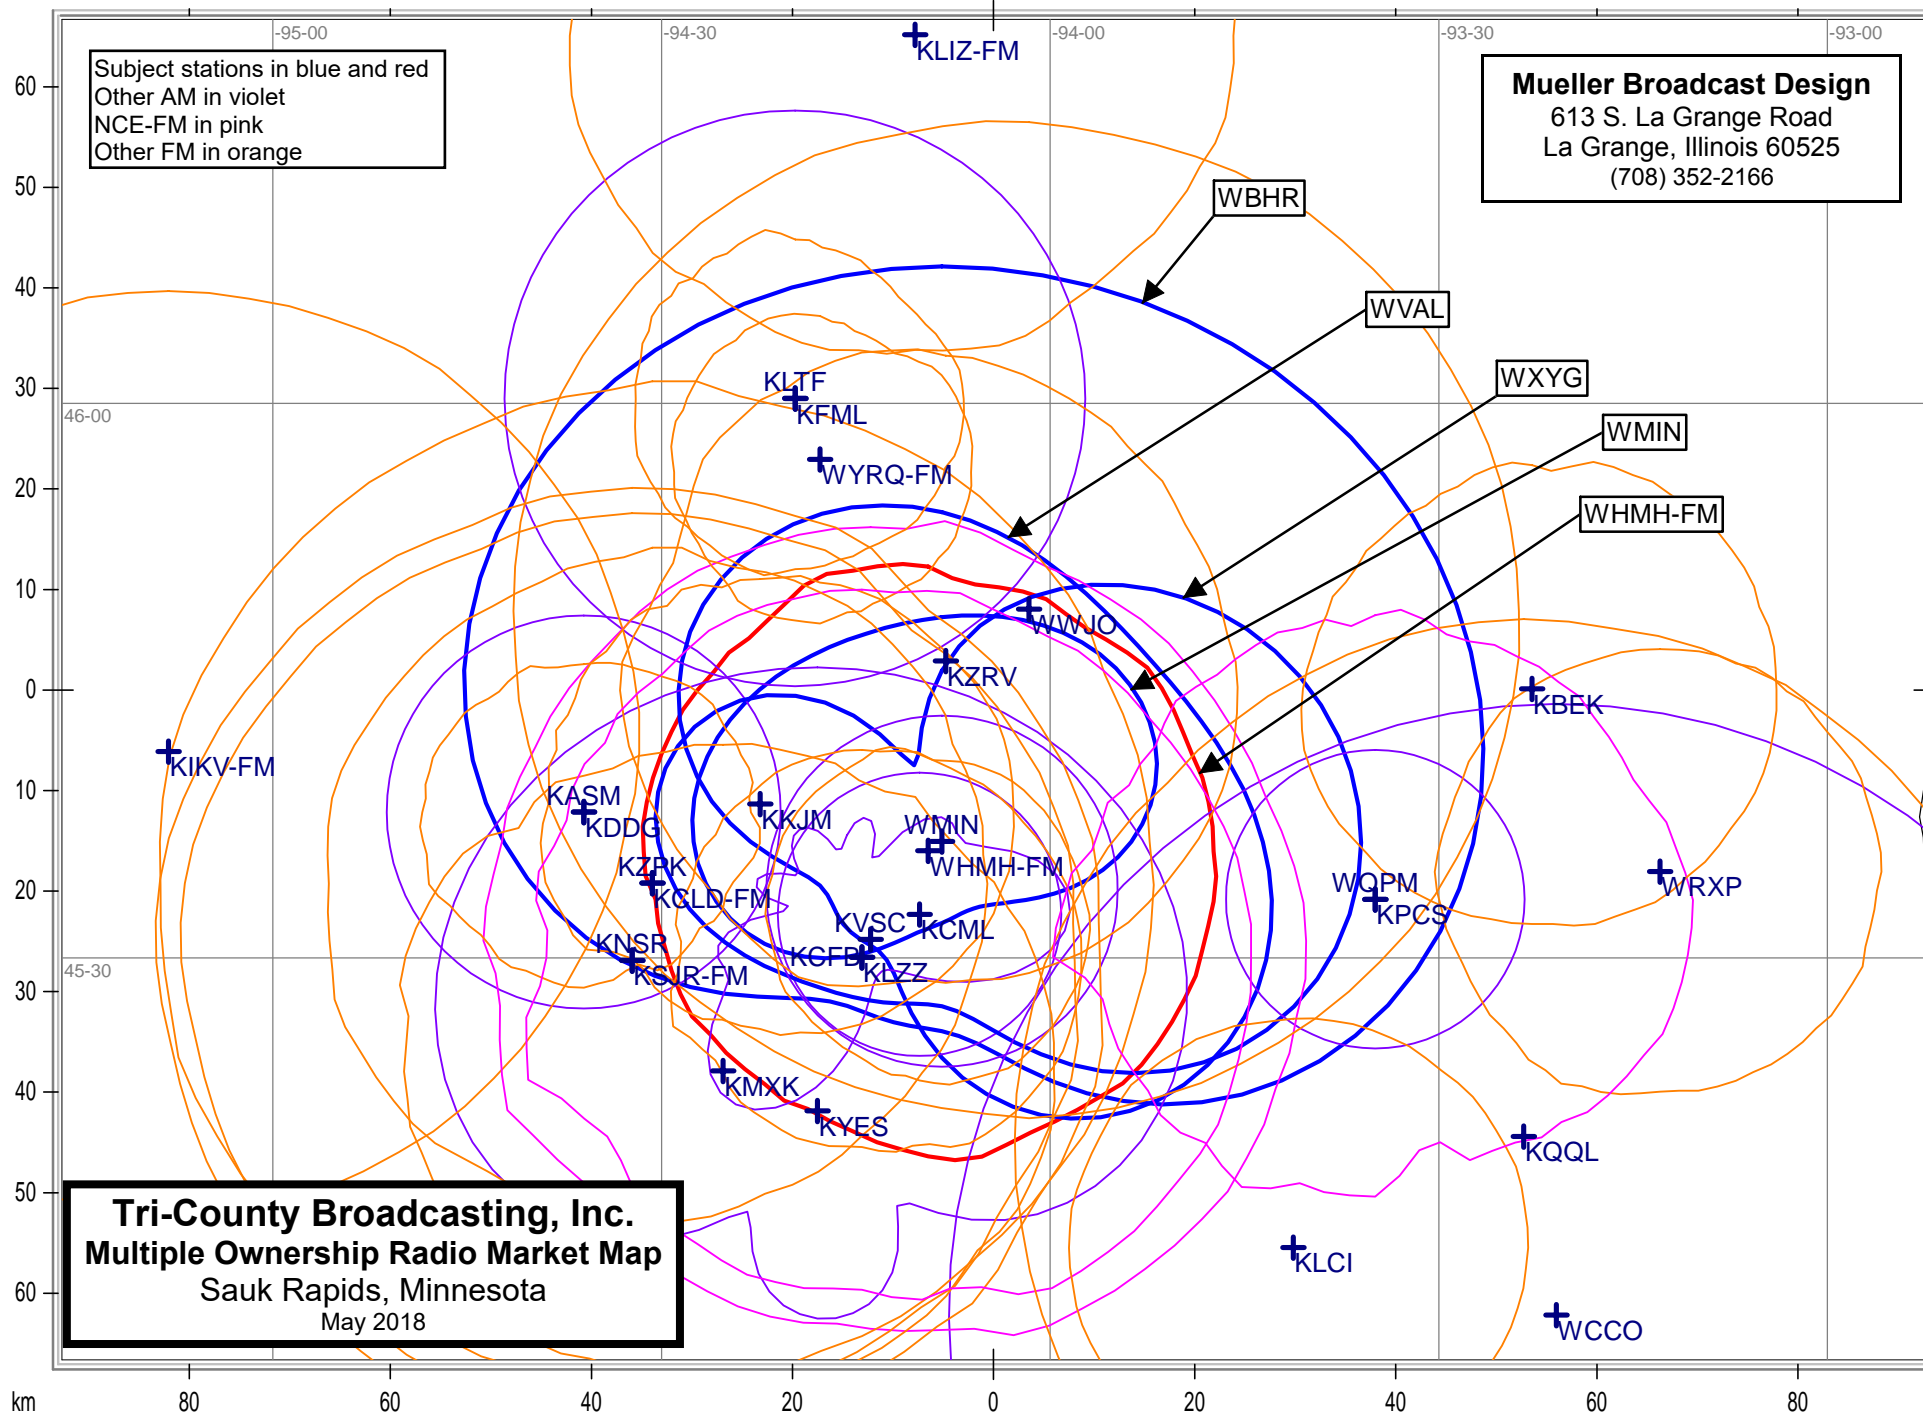 -95-00
-94-30
-94-00
-93-30
-93-00
KLIZ-FM
Subject stations in blue and red
Other AM in violet
NCE-FM in pink
Other FM in orange
Mueller Broadcast Design
613 S. La Grange Road
La Grange, Illinois 60525
(708) 352-2166
60
50
40
30
20
10
0
10
20
30
40
50
60
WBHR
WVAL
WXYG
WMIN
WHMH-FM
46-00
45-30
KLTF
KFML
WYRQ-FM
WWJO
KZRV
KBEK
KIKV-FM
KASM
KDDG
KKJM
WMIN
WHMH-FM
KZPK
KCLD-FM
WQPM
KPCS
WRXP
KVSC
KCML
KNSR
KSJR-FM
KCFB
KLZZ
KMXK
KYES
KQQL
KLCI
WCCO
Tri-County Broadcasting, Inc.
Multiple Ownership Radio Market Map
Sauk Rapids, Minnesota
May 2018
km
80
60
40
20
0
20
40
60
80